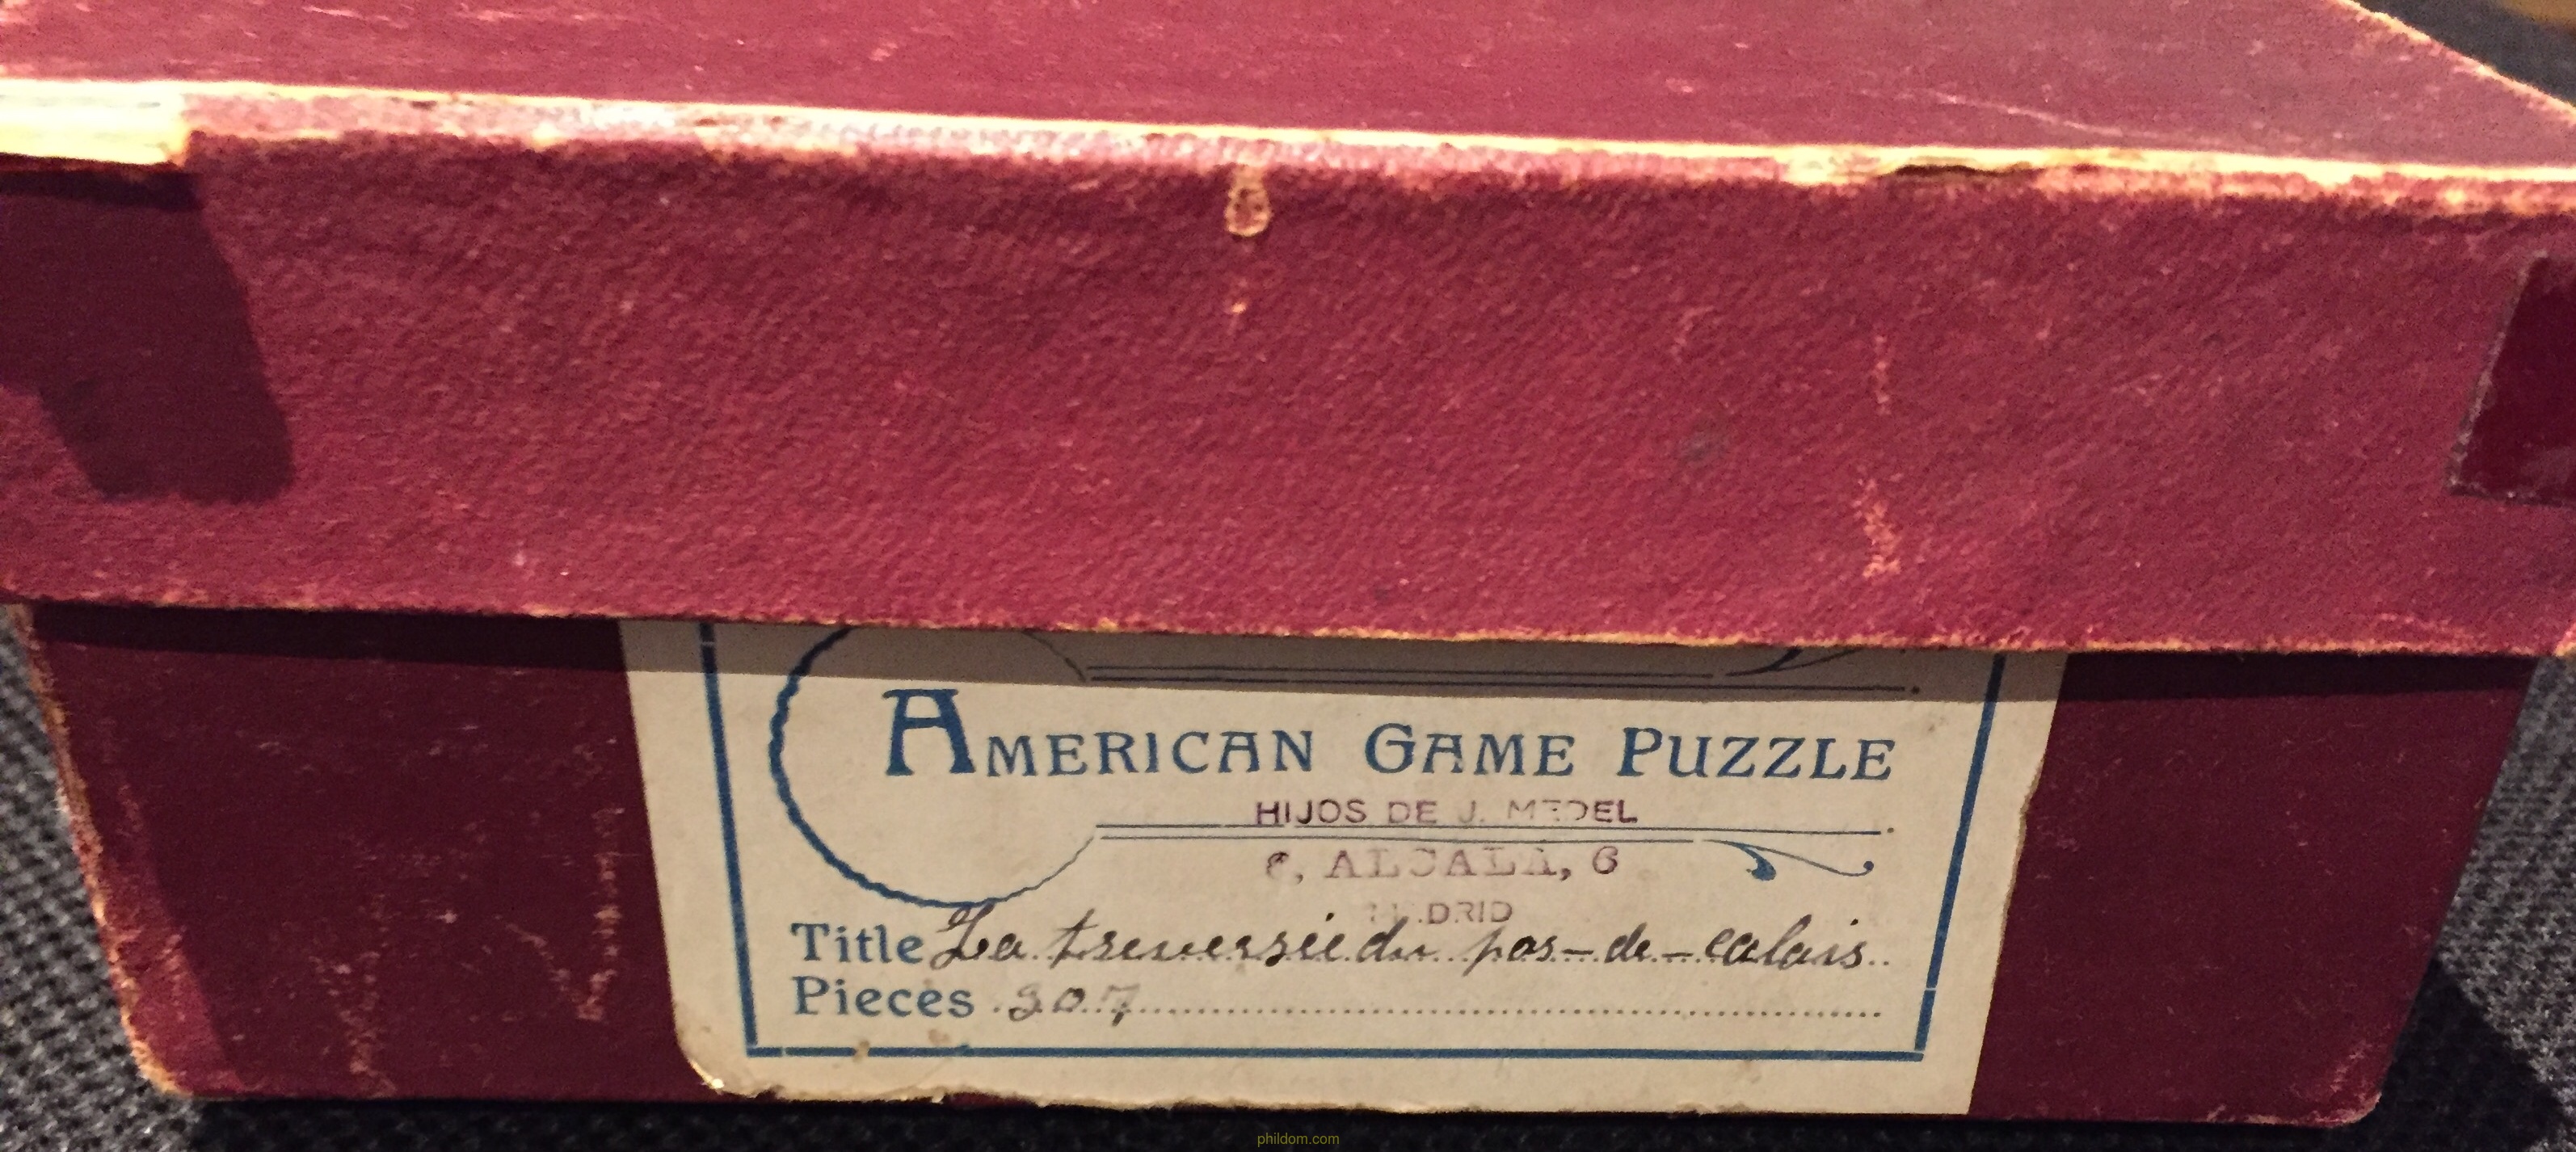 AMERICAN GAME PUZZLE
HIJOS DE J. MEDEL
ALCALA, 6
MADRID
Title La traversée du pas-de-calais
Pieces 307
phildom.com